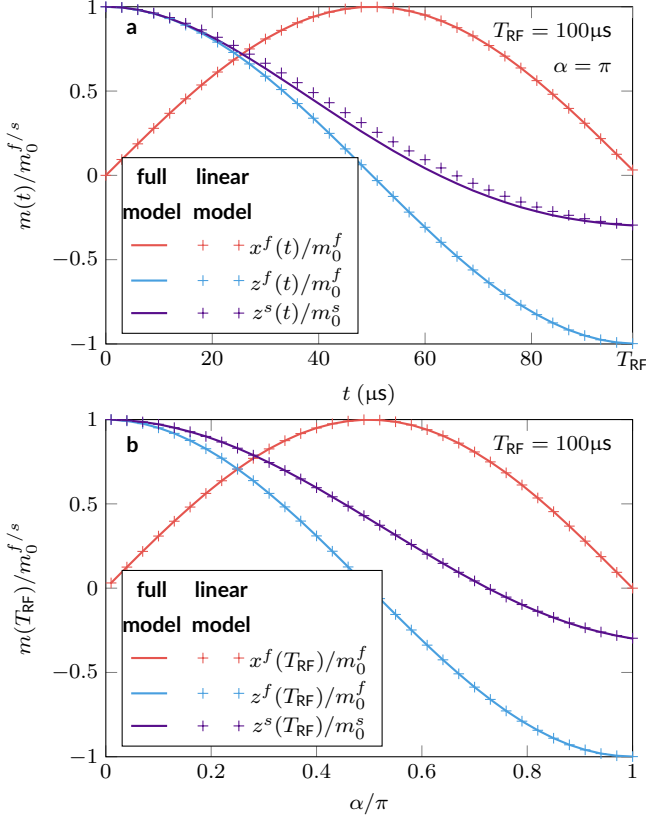 1
0.5
0
−0.5
−1
m(t)/m_0^{f/s}
a
T_RF = 100μs
α = π
full linear
model model
x^f(t)/m_0^f
z^f(t)/m_0^f
z^s(t)/m_0^s
0 20 40 60 80 T_RF
t (μs)
1
0.5
0
−0.5
−1
m(T_RF)/m_0^{f/s}
b
T_RF = 100μs
full linear
model model
x^f(T_RF)/m_0^f
z^f(T_RF)/m_0^f
z^s(T_RF)/m_0^s
0 0.2 0.4 0.6 0.8 1
α/π